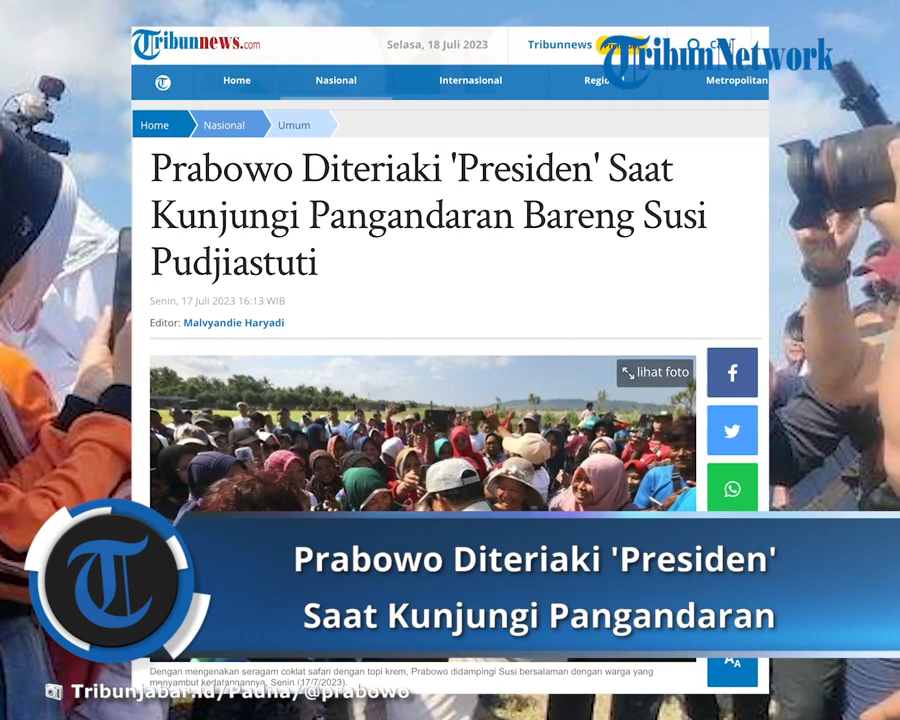 Tribunnews.com
Selasa, 18 Juli 2023
Tribunnews
TribunNetwork
Home
Nasional
Internasional
Metropolitan
Home
Nasional
Umum
Prabowo Diteriaki 'Presiden' Saat
Kunjungi Pangandaran Bareng Susi
Pudjiastuti
Senin, 17 Juli 2023 16:13 WIB
Editor: Malvyandie Haryadi
lihat foto
Prabowo Diteriaki 'Presiden'
Saat Kunjungi Pangandaran
AA
Dengan mengenakan seragam coklat safari dengan topi krem, Prabowo didampingi Susi bersalaman dengan warga yang
menyambut kedatangannya, Senin (17/7/2023).
Tribunjabar.id/Padna/@prabowo